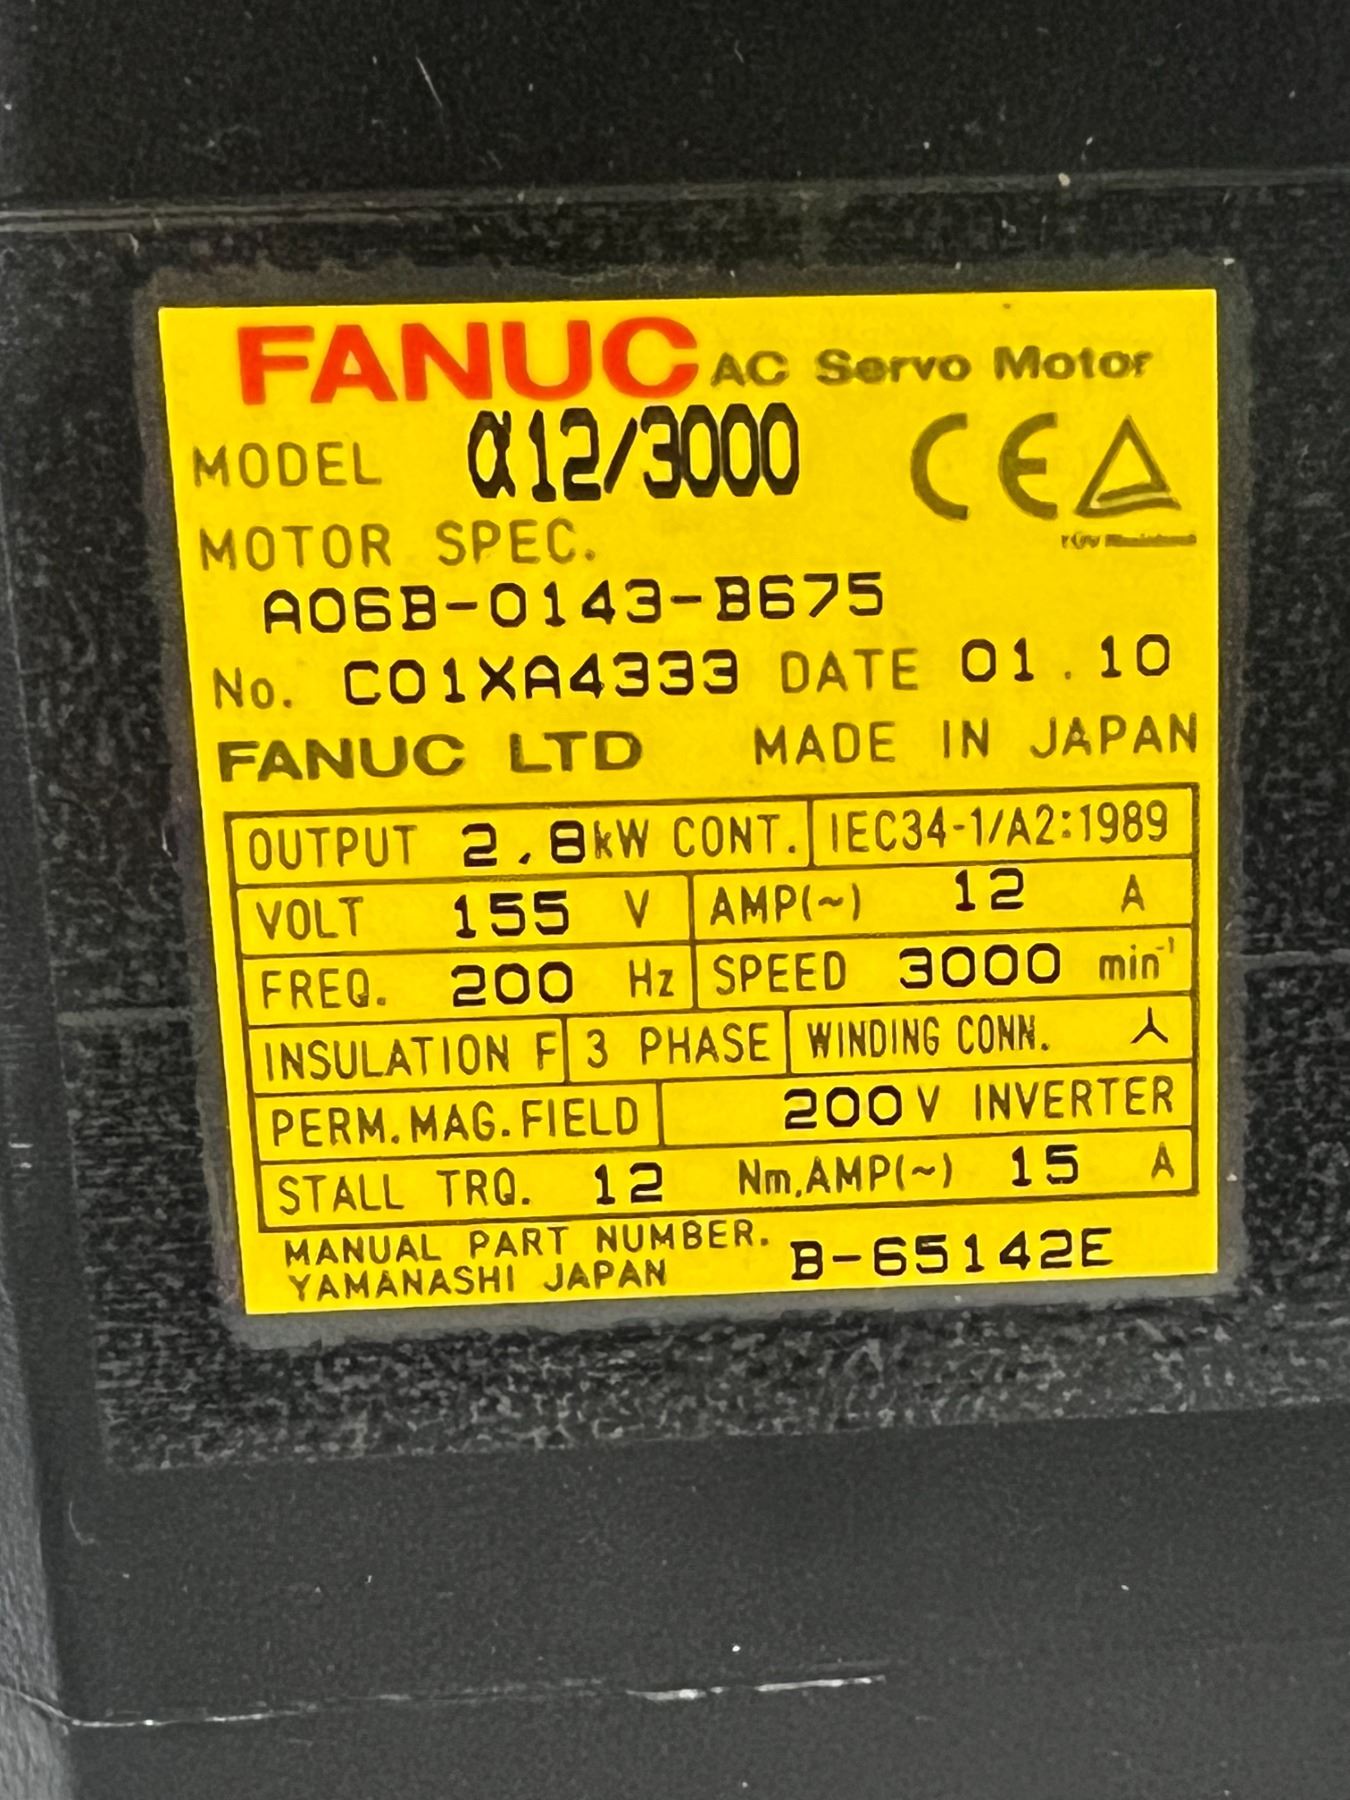 FANUC AC Servo Motor
MODEL α12/3000 CE
TÜV Rheinland
MOTOR SPEC.
A06B-0143-B675
No. C01XA4333 DATE 01.10
FANUC LTD MADE IN JAPAN
OUTPUT 2.8kW CONT. IEC34-1/A2:1989
VOLT 155 V AMP(~) 12 A
FREQ. 200 Hz SPEED 3000 min⁻¹
INSULATION F 3 PHASE WINDING CONN.
PERM.MAG.FIELD 200V INVERTER
STALL TRQ. 12 Nm.AMP(~) 15 A
MANUAL PART NUMBER. B-65142E
YAMANASHI JAPAN